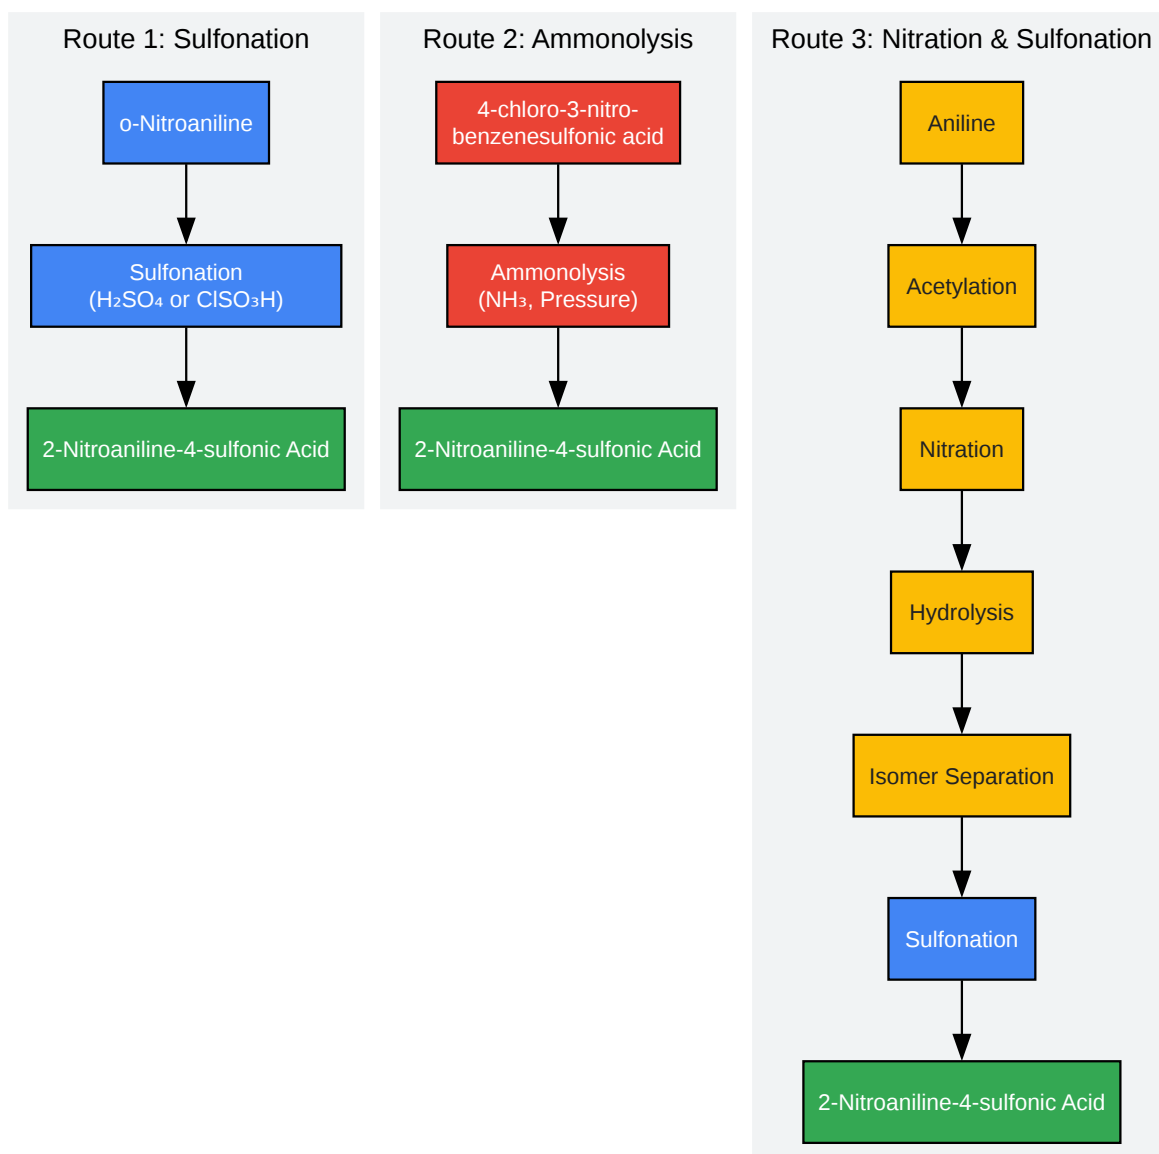 Route 1: Sulfonation
o-Nitroaniline
Sulfonation
(H₂SO₄ or ClSO₃H)
2-Nitroaniline-4-sulfonic Acid
Route 2: Ammonolysis
4-chloro-3-nitro-
benzenesulfonic acid
Ammonolysis
(NH₃, Pressure)
2-Nitroaniline-4-sulfonic Acid
Route 3: Nitration & Sulfonation
Aniline
Acetylation
Nitration
Hydrolysis
Isomer Separation
Sulfonation
2-Nitroaniline-4-sulfonic Acid